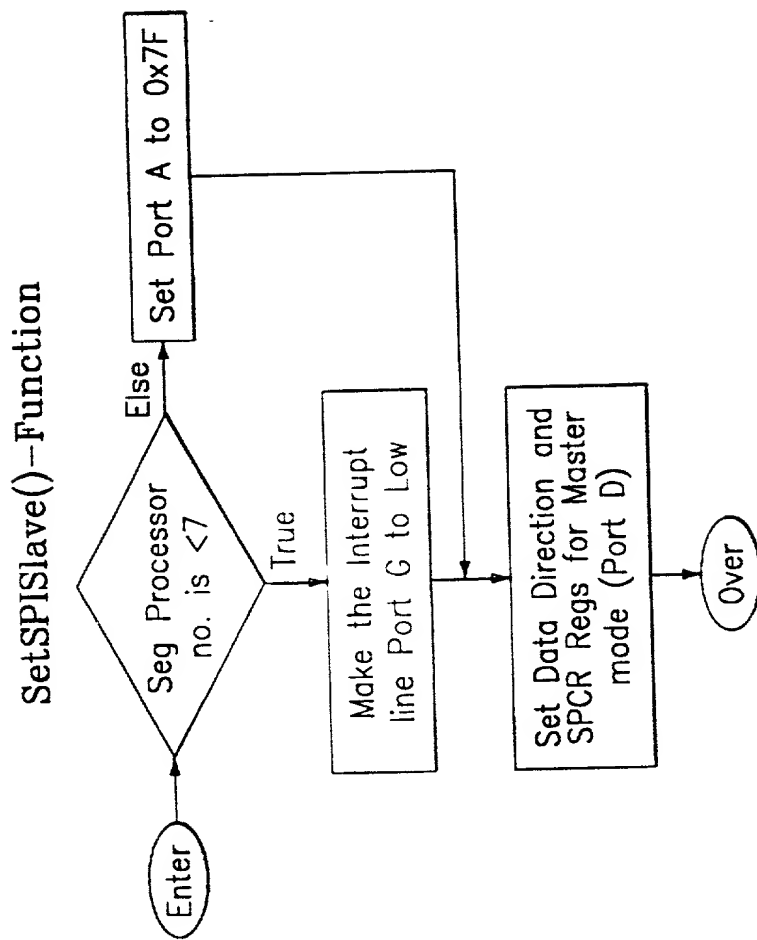 SetSPISlave()-Function
Enter
Seg Processor
no. is <7
Else
Set Port A to 0x7F
True
Make the Interrupt
line Port G to Low
Set Data Direction and
SPCR Regs for Master
mode (Port D)
Over